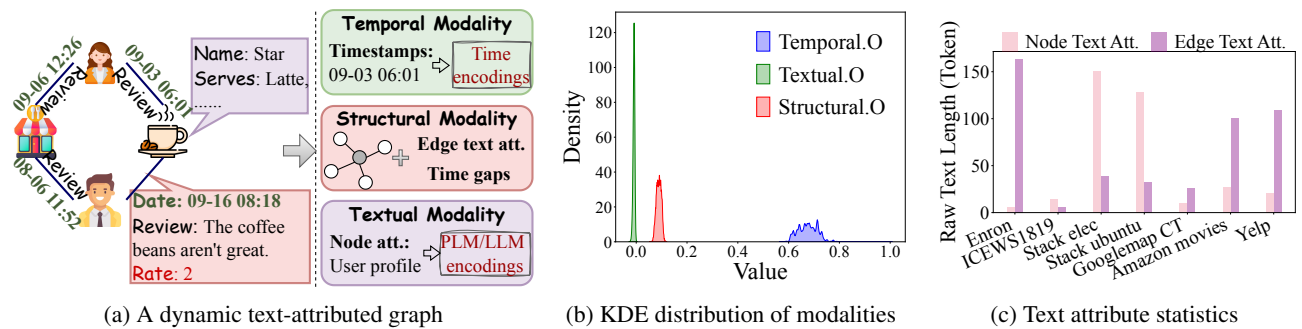 09-06 12:26
Review
09-03 06:01
Review
Review
08-06 11:52
Name: Star
Serves: Latte,
......
Date: 09-16 08:18
Review: The coffee
beans aren't great.
Rate: 2
Temporal Modality
Timestamps:
09-03 06:01
Time
encodings
Structural Modality
Edge text att.
Time gaps
Textual Modality
Node att.:
User profile
PLM/LLM
encodings
(a) A dynamic text-attributed graph
Density
120
100
80
60
40
20
0
0.0
0.2
0.4
0.6
0.8
1.0
Value
Temporal.O
Textual.O
Structural.O
(b) KDE distribution of modalities
Raw Text Length (Token)
150
100
50
0
Node Text Att.
Edge Text Att.
Enron
ICEWS1819
Stack elec
Stack ubuntu
Googlemap CT
Amazon movies
Yelp
(c) Text attribute statistics